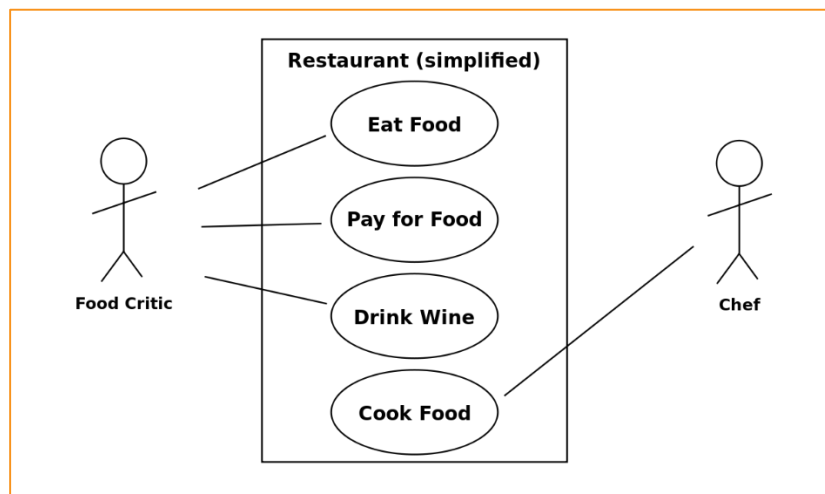 Restaurant (simplified)
Eat Food
Pay for Food
Drink Wine
Cook Food
Food Critic
Chef